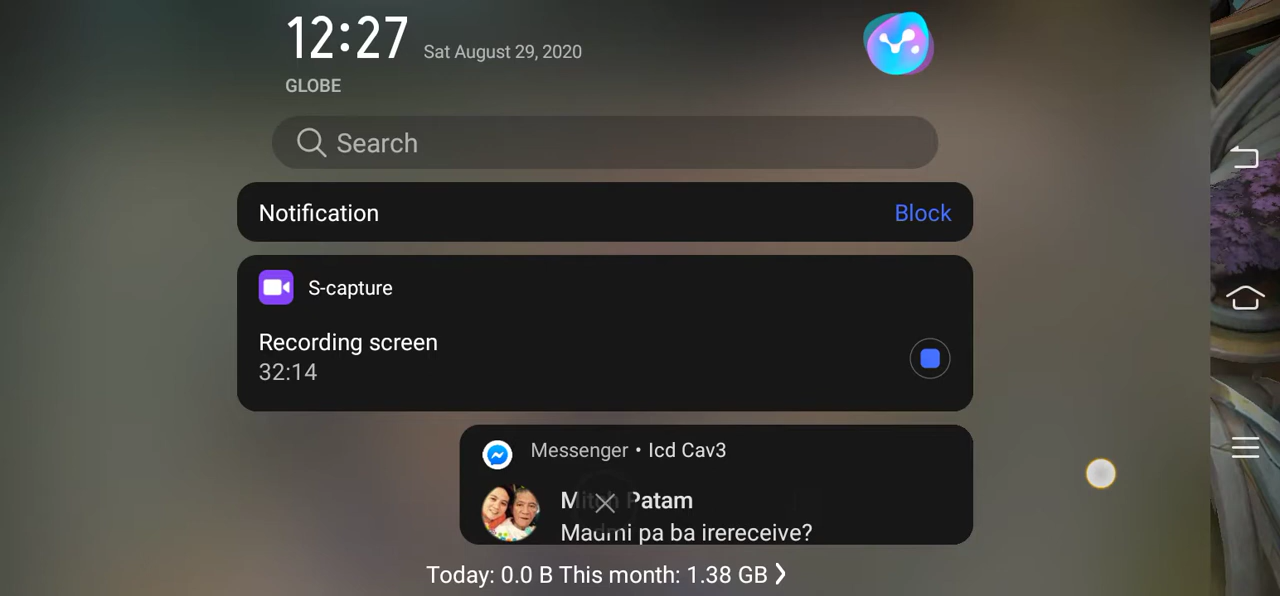 12:27 Sat August 29, 2020
GLOBE
Search
Notification Block
S-capture
Recording screen
32:14
Messenger • Icd Cav3
Patam
Madmi pa ba irereceive?
Today: 0.0 B This month: 1.38 GB